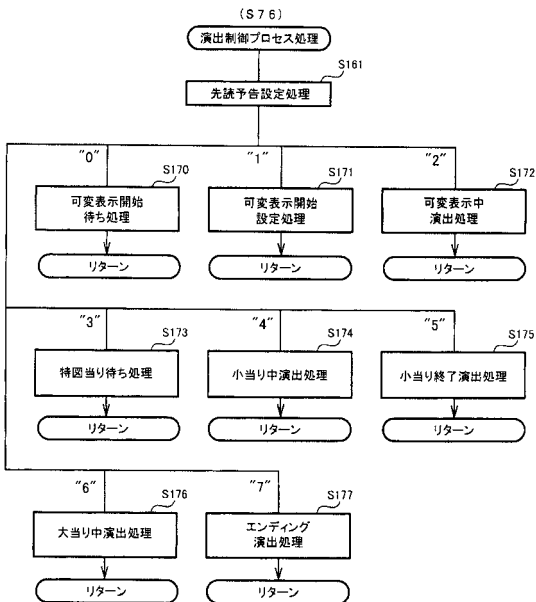 (S76)
演出制御プロセス処理
S161
先読予告設定処理
"0"
"1"
"2"
S170
S171
S172
可変表示開始
待ち処理
可変表示開始
設定処理
可変表示中
演出処理
リターン
リターン
リターン
"3"
"4"
"5"
S173
S174
S175
特図当り待ち処理
小当り中演出処理
小当り終了演出処理
リターン
リターン
リターン
"6"
"7"
S176
S177
大当り中演出処理
エンディング
演出処理
リターン
リターン